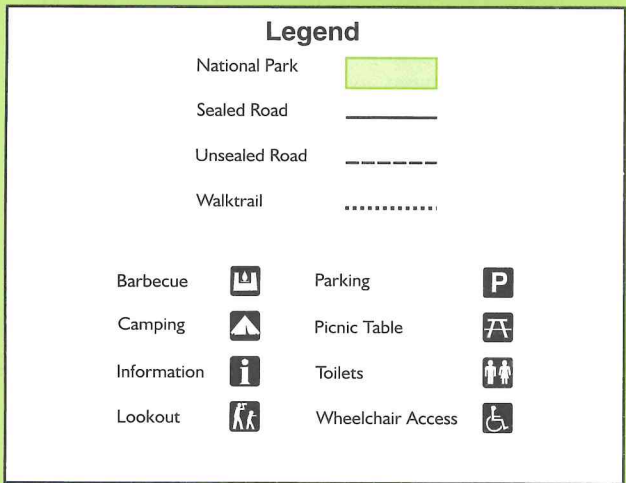 Legend
National Park
Sealed Road
Unsealed Road
Walktrail
Barbecue
Parking
P
Camping
Picnic Table
Information
i
Toilets
Lookout
Wheelchair Access